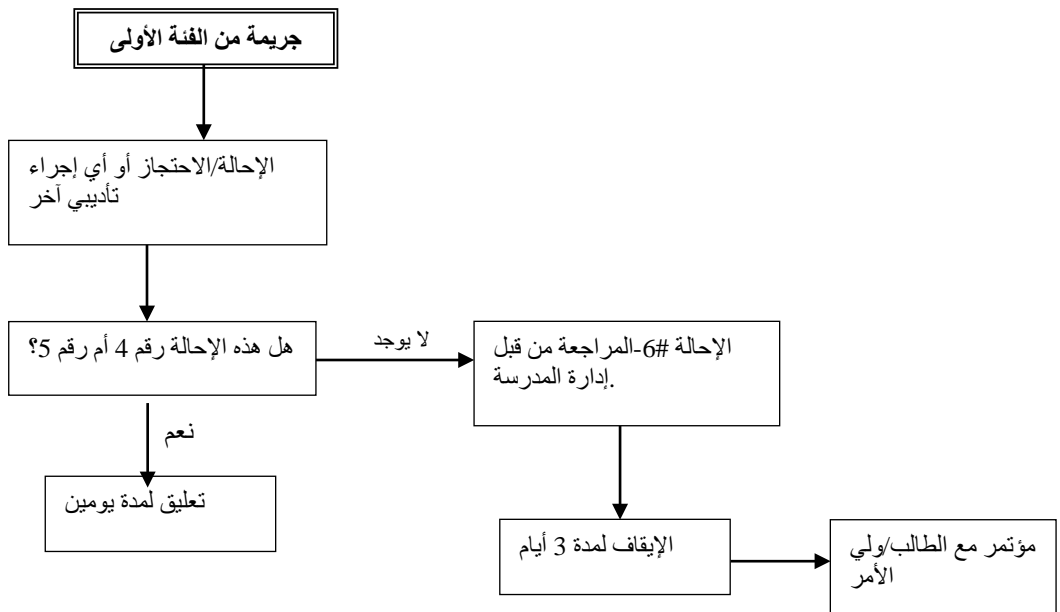 جريمة من الفئة الأولى
الإحالة/الاحتجاز أو أي إجراء
تأديبي آخر
هل هذه الإحالة رقم 4 أم رقم 5؟
لا يوجد
الإحالة #6-المراجعة من قبل
إدارة المدرسة.
نعم
تعليق لمدة يومين
الإيقاف لمدة 3 أيام
مؤتمر مع الطالب/ولي
الأمر